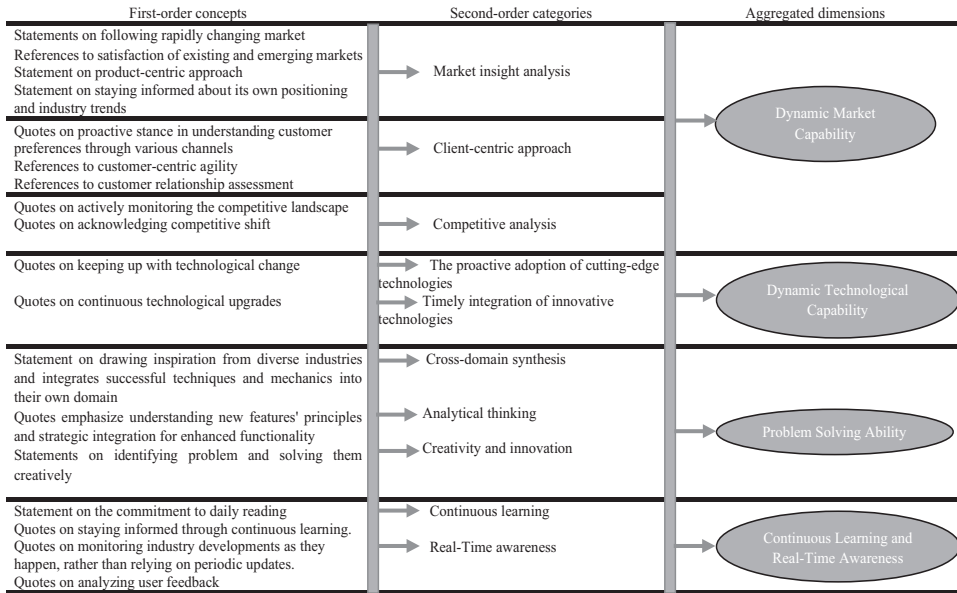 First-order concepts
Second-order categories
Aggregated dimensions
Statements on following rapidly changing market
References to satisfaction of existing and emerging markets
Statement on product-centric approach
Statement on staying informed about its own positioning
and industry trends
Market insight analysis
Quotes on proactive stance in understanding customer
preferences through various channels
References to customer-centric agility
References to customer relationship assessment
Client-centric approach
Quotes on actively monitoring the competitive landscape
Quotes on acknowledging competitive shift
Competitive analysis
Dynamic Market
Capability
Quotes on keeping up with technological change
Quotes on continuous technological upgrades
The proactive adoption of cutting-edge
technologies
Timely integration of innovative
technologies
Dynamic Technological
Capability
Statement on drawing inspiration from diverse industries
and integrates successful techniques and mechanics into
their own domain
Quotes emphasize understanding new features' principles
and strategic integration for enhanced functionality
Statements on identifying problem and solving them
creatively
Cross-domain synthesis
Analytical thinking
Creativity and innovation
Problem Solving Ability
Statement on the commitment to daily reading
Quotes on staying informed through continuous learning.
Quotes on monitoring industry developments as they
happen, rather than relying on periodic updates.
Quotes on analyzing user feedback
Continuous learning
Real-Time awareness
Continuous Learning and
Real-Time Awareness